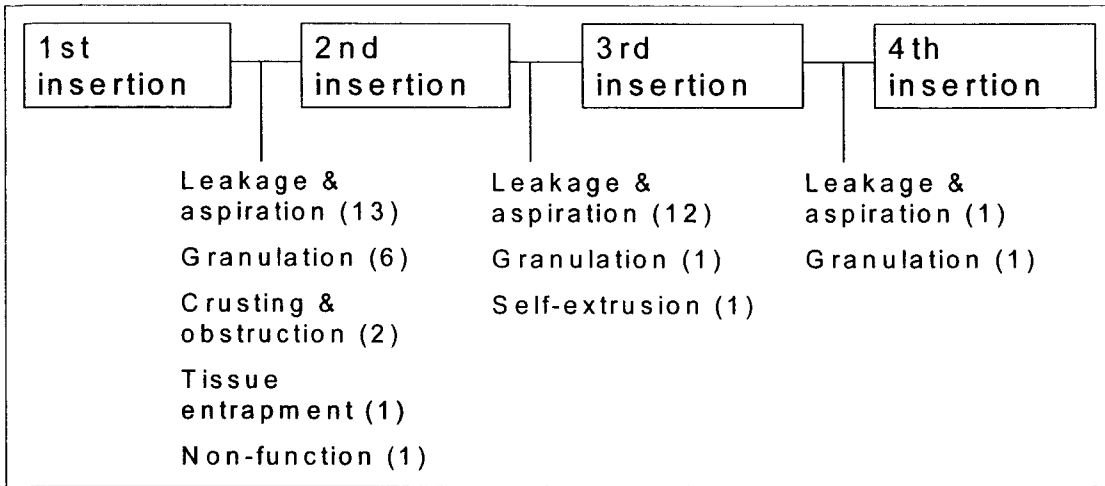 1st
insertion
2nd
insertion
3rd
insertion
4th
insertion
Leakage &
aspiration (13)
Granulation (6)
Crusting &
obstruction (2)
Tissue
entrapment (1)
Non-function (1)
Leakage &
aspiration (12)
Granulation (1)
Self-extrusion (1)
Leakage &
aspiration (1)
Granulation (1)